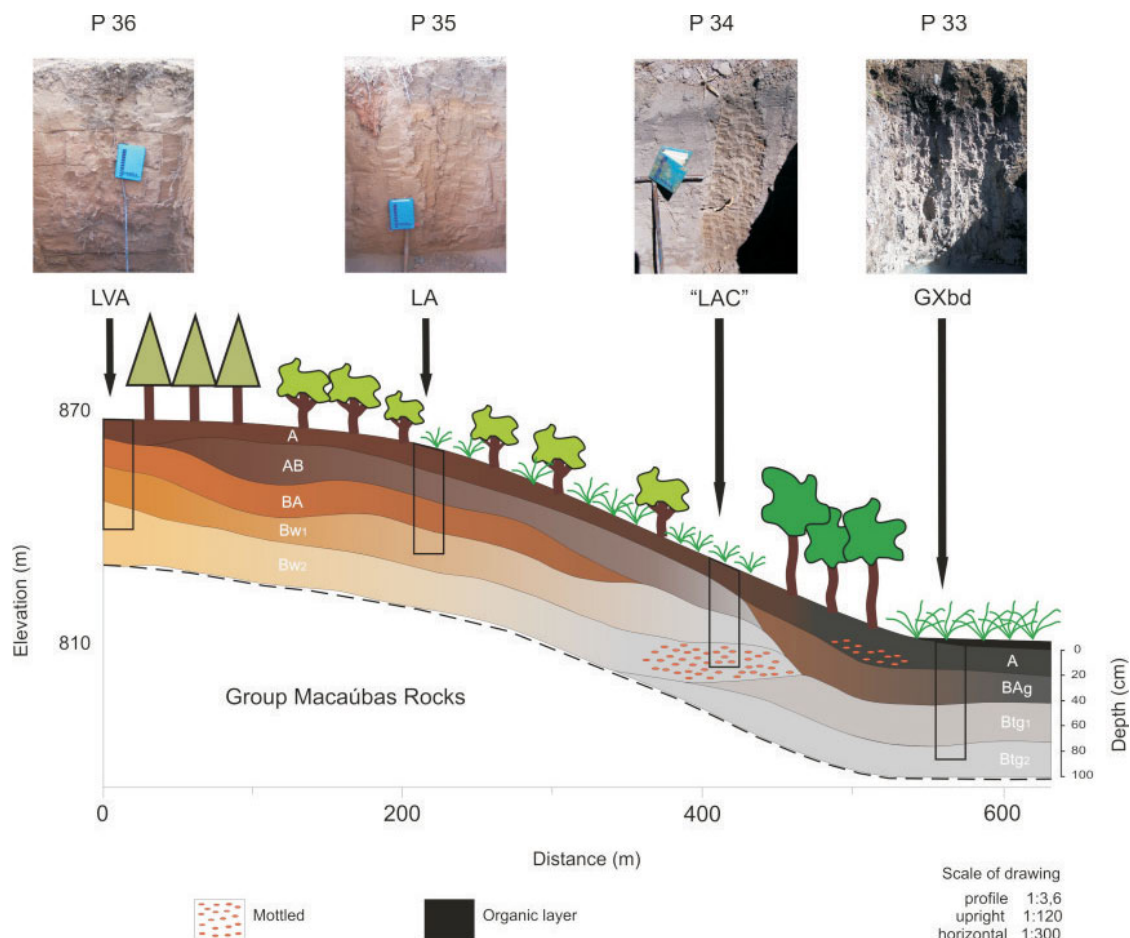 P 36
P 35
P 34
P 33
LVA
LA
“LAC”
GXbd
870
810
Elevation (m)
A
AB
BA
Bw1
Bw2
A
BAg
Btg1
Btg2
0
20
40
60
80
100
Depth (cm)
Group Macaúbas Rocks
0
200
400
600
Distance (m)
Mottled
Organic layer
Scale of drawing
profile 1:3,6
upright 1:120
horizontal 1:300